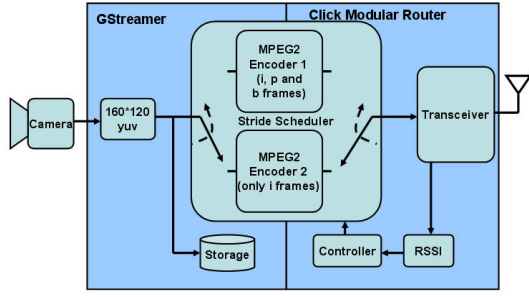 GStreamer
Click Modular Router
MPEG2
Encoder 1
(i, p and
b frames)
Camera
160*120
yuv
Stride Scheduler
Transceiver
MPEG2
Encoder 2
(only i frames)
Storage
Controller
RSSI